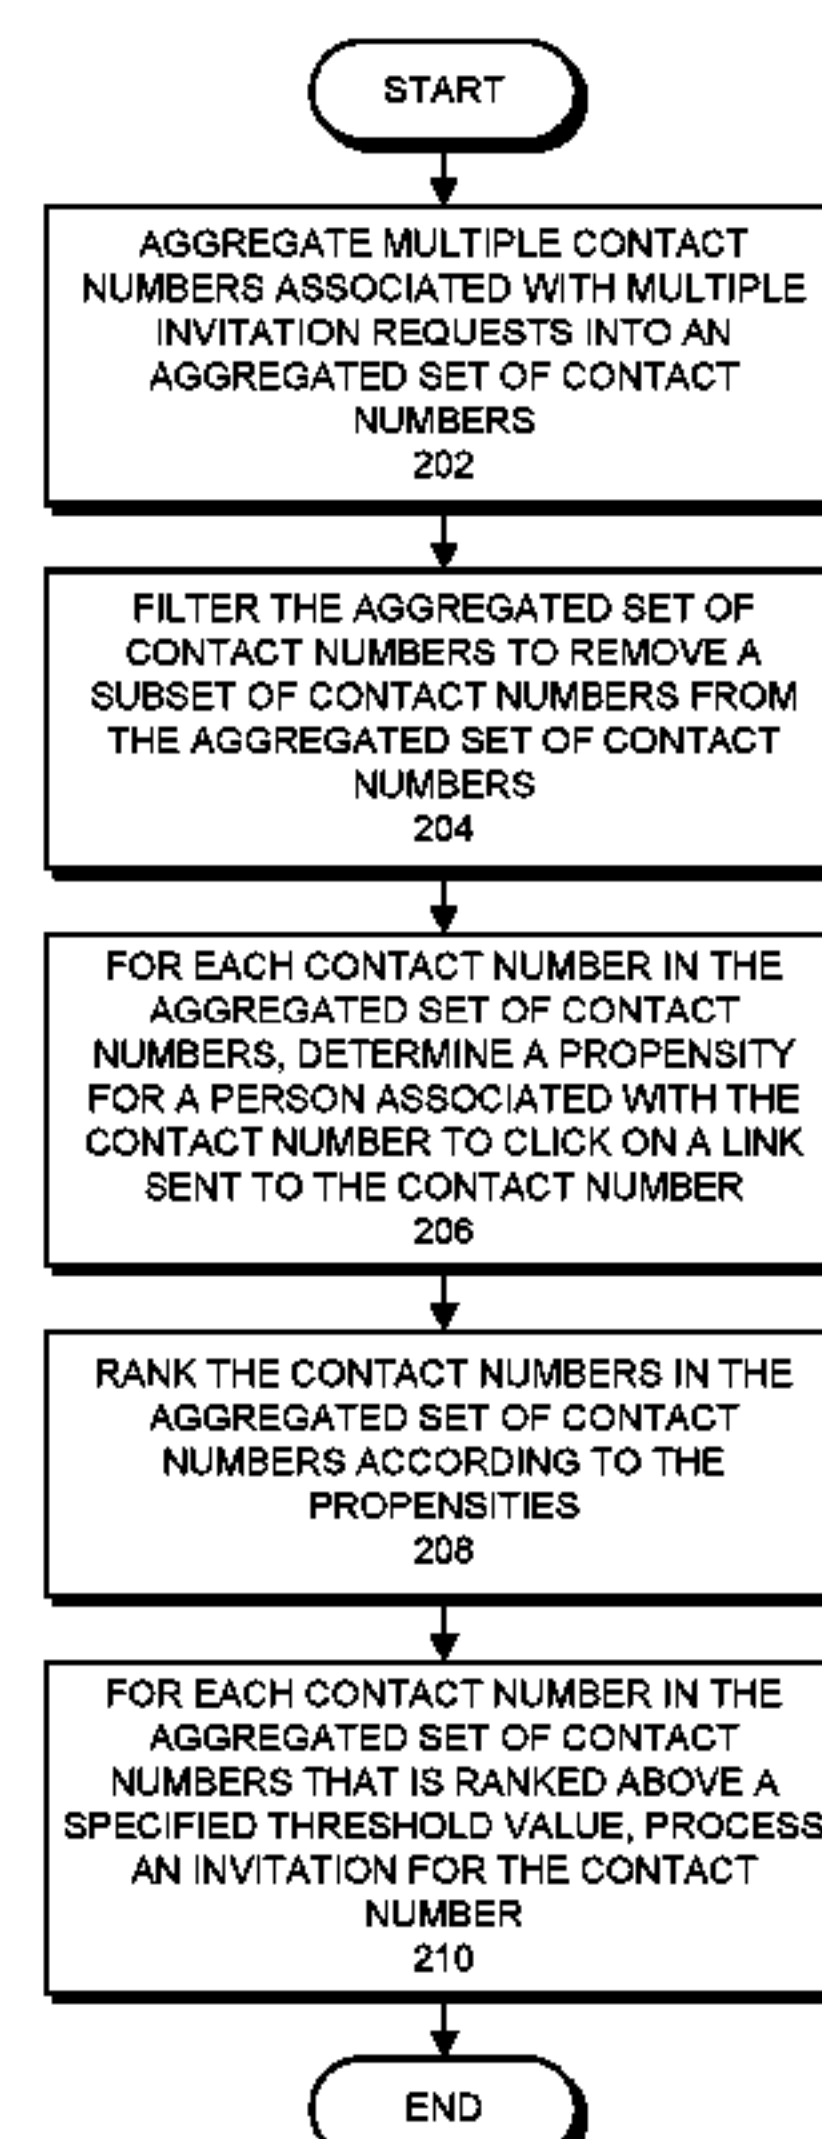 START
AGGREGATE MULTIPLE CONTACT
NUMBERS ASSOCIATED WITH MULTIPLE
INVITATION REQUESTS INTO AN
AGGREGATED SET OF CONTACT
NUMBERS
202
FILTER THE AGGREGATED SET OF
CONTACT NUMBERS TO REMOVE A
SUBSET OF CONTACT NUMBERS FROM
THE AGGREGATED SET OF CONTACT
NUMBERS
204
FOR EACH CONTACT NUMBER IN THE
AGGREGATED SET OF CONTACT
NUMBERS, DETERMINE A PROPENSITY
FOR A PERSON ASSOCIATED WITH THE
CONTACT NUMBER TO CLICK ON A LINK
SENT TO THE CONTACT NUMBER
206
RANK THE CONTACT NUMBERS IN THE
AGGREGATED SET OF CONTACT
NUMBERS ACCORDING TO THE
PROPENSITIES
208
FOR EACH CONTACT NUMBER IN THE
AGGREGATED SET OF CONTACT
NUMBERS THAT IS RANKED ABOVE A
SPECIFIED THRESHOLD VALUE, PROCESS
AN INVITATION FOR THE CONTACT
NUMBER
210
END